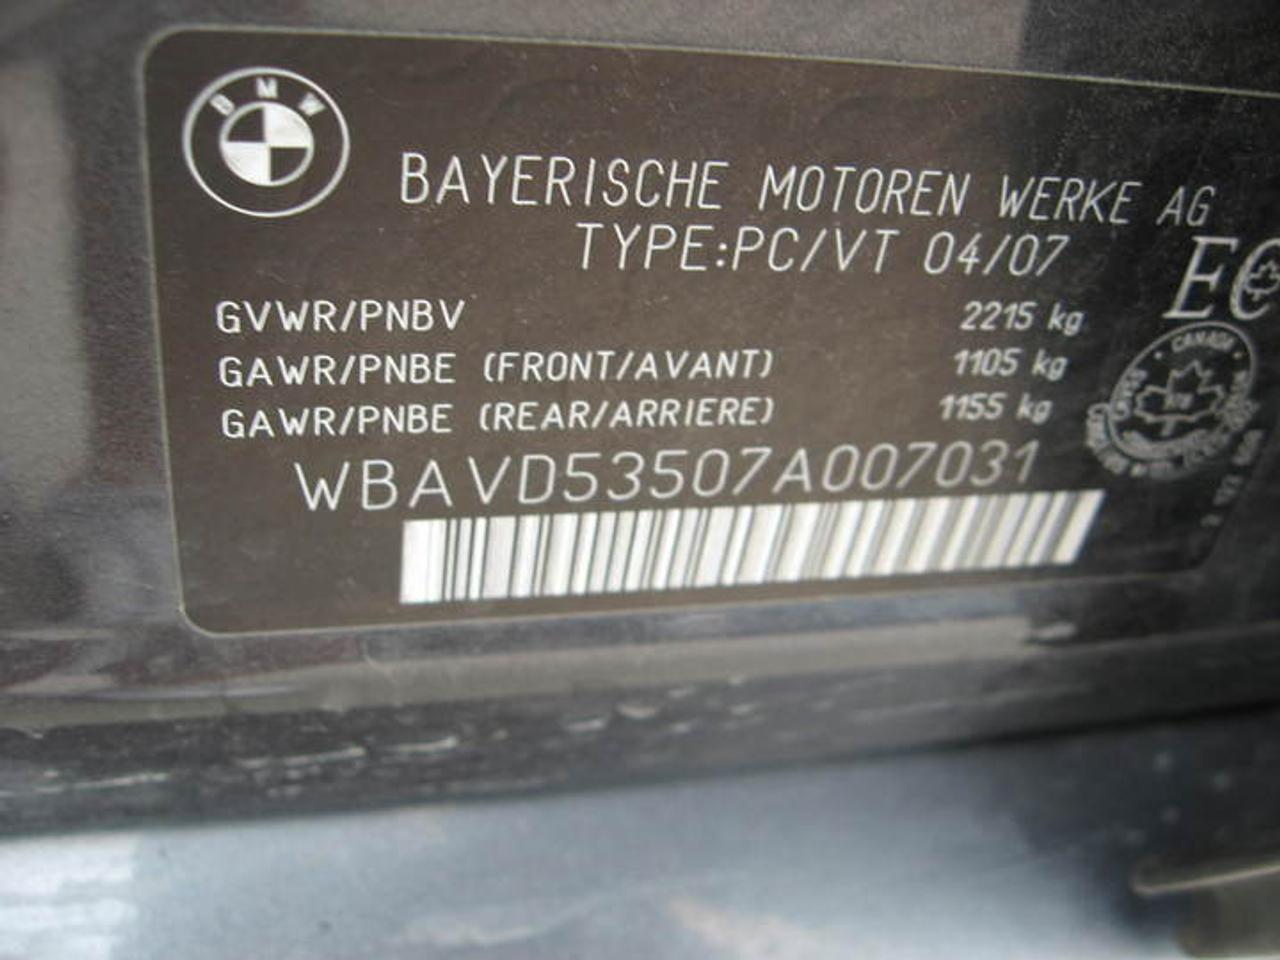 BMW
BAYERISCHE MOTOREN WERKE AG
TYPE:PC/VT 04/07
GVWR/PNBV 2215 kg
GAWR/PNBE (FRONT/AVANT) 1105 kg
GAWR/PNBE (REAR/ARRIERE) 1155 kg
WBAVD53507A007031
CANADA